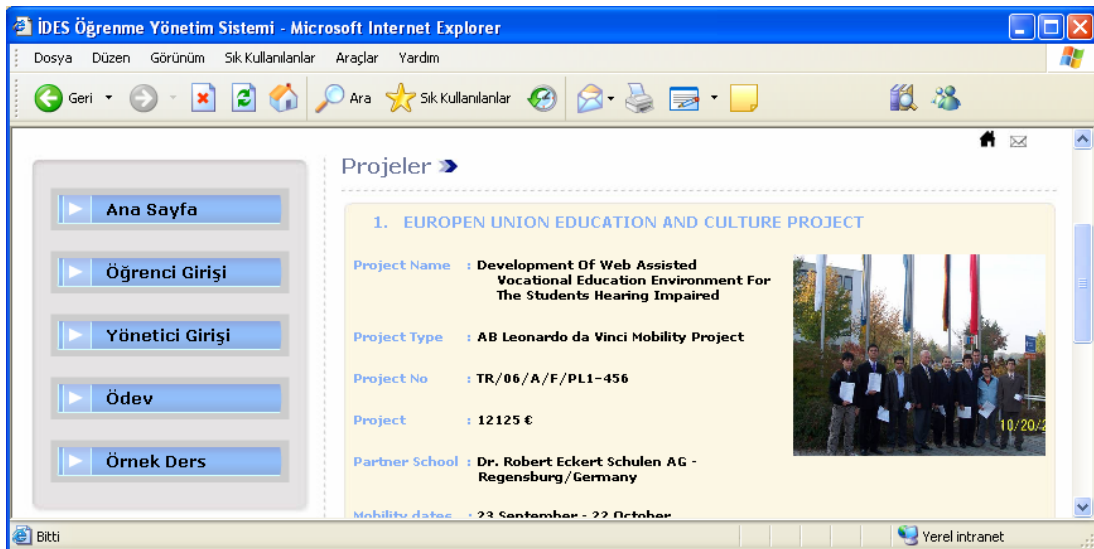 İDES Öğrenme Yönetim Sistemi - Microsoft Internet Explorer
Dosya Düzen Görünüm Sık Kullanılanlar Araçlar Yardım
Geri Ara Sık Kullanılanlar
Projeler
Ana Sayfa
Öğrenci Girişi
Yönetici Girişi
Ödev
Örnek Ders
1. EUROPEN UNION EDUCATION AND CULTURE PROJECT
Project Name : Development Of Web Assisted
Vocational Education Environment For
The Students Hearing Impaired
Project Type : AB Leonardo da Vinci Mobility Project
Project No : TR/06/A/F/PL1-456
Project : 12125 €
Partner School : Dr. Robert Eckert Schulen AG -
Regensburg/Germany
Mobility dates : 23 September - 22 October
10/20/2
Bitti
Yerel intranet